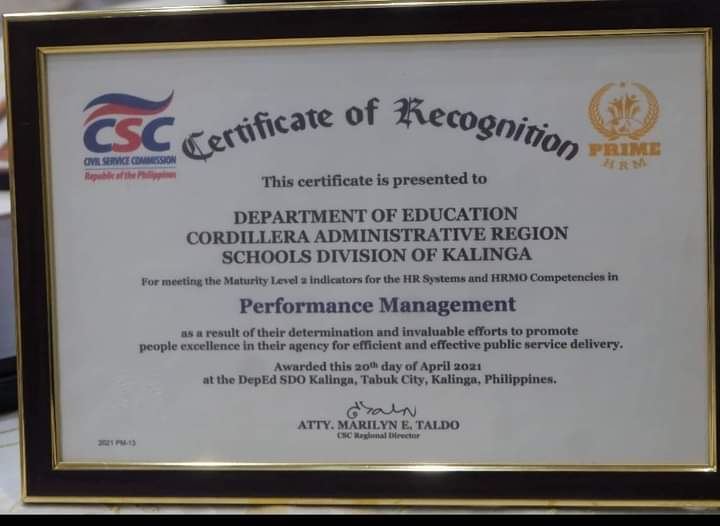 CSC
CIVIL SERVICE COMMISSION
Republic of the Philippines
Certificate of Recognition
PRIME
HRM
This certificate is presented to
DEPARTMENT OF EDUCATION
CORDILLERA ADMINISTRATIVE REGION
SCHOOLS DIVISION OF KALINGA
For meeting the Maturity Level 2 indicators for the HR Systems and HRMO Competencies in
Performance Management
as a result of their determination and invaluable efforts to promote
people excellence in their agency for efficient and effective public service delivery.
Awarded this 20th day of April 2021
at the DepEd SDO Kalinga, Tabuk City, Kalinga, Philippines.
ATTY. MARILYN E. TALDO
CSC Regional Director
2021 PM-13